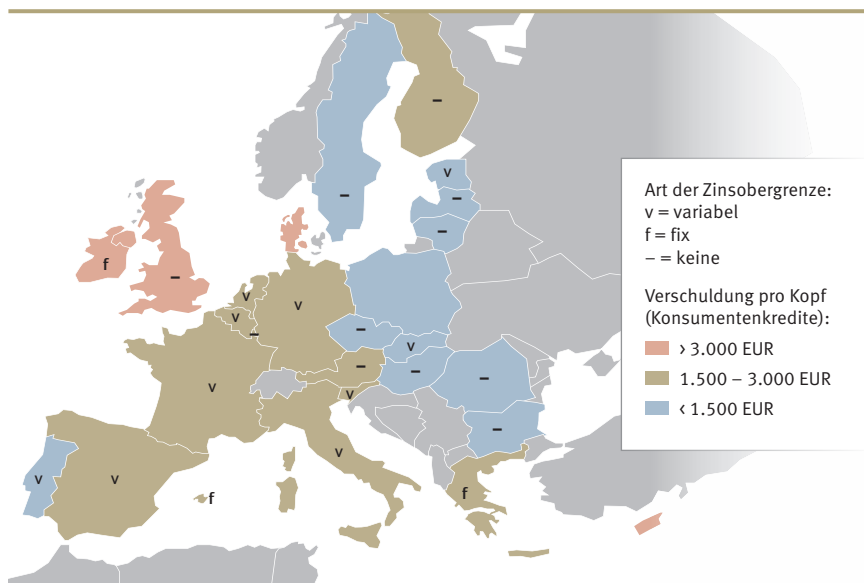 –
v
–
–
–
f
–
v
v
v
–
–
v
–
–
–
v
v
–
v
v
v
f
f
Art der Zinsobergrenze:
v = variabel
f = fix
– = keine
Verschuldung pro Kopf
(Konsumentenkredite):
› 3.000 EUR
1.500 – 3.000 EUR
‹ 1.500 EUR